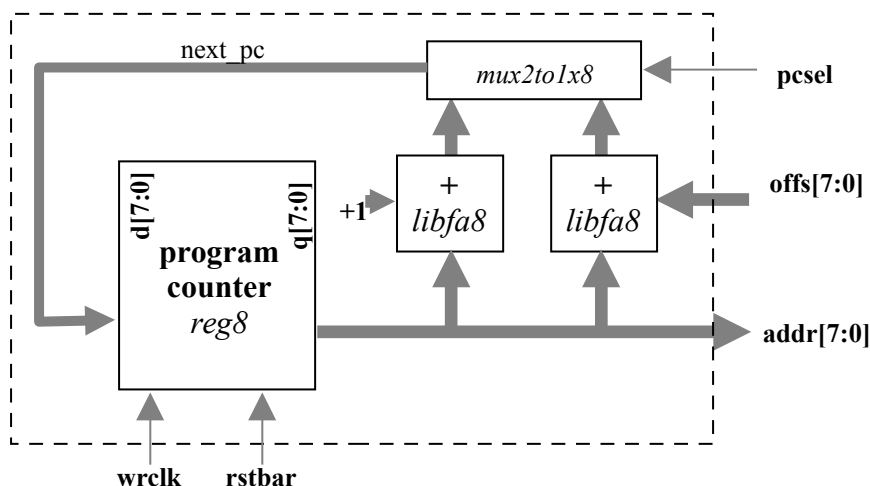 next_pc
mux2to1x8
pcsel
d[7:0]
q[7:0]
program
counter
reg8
+1
+
libfa8
+
libfa8
offs[7:0]
addr[7:0]
wrclk
rstbar